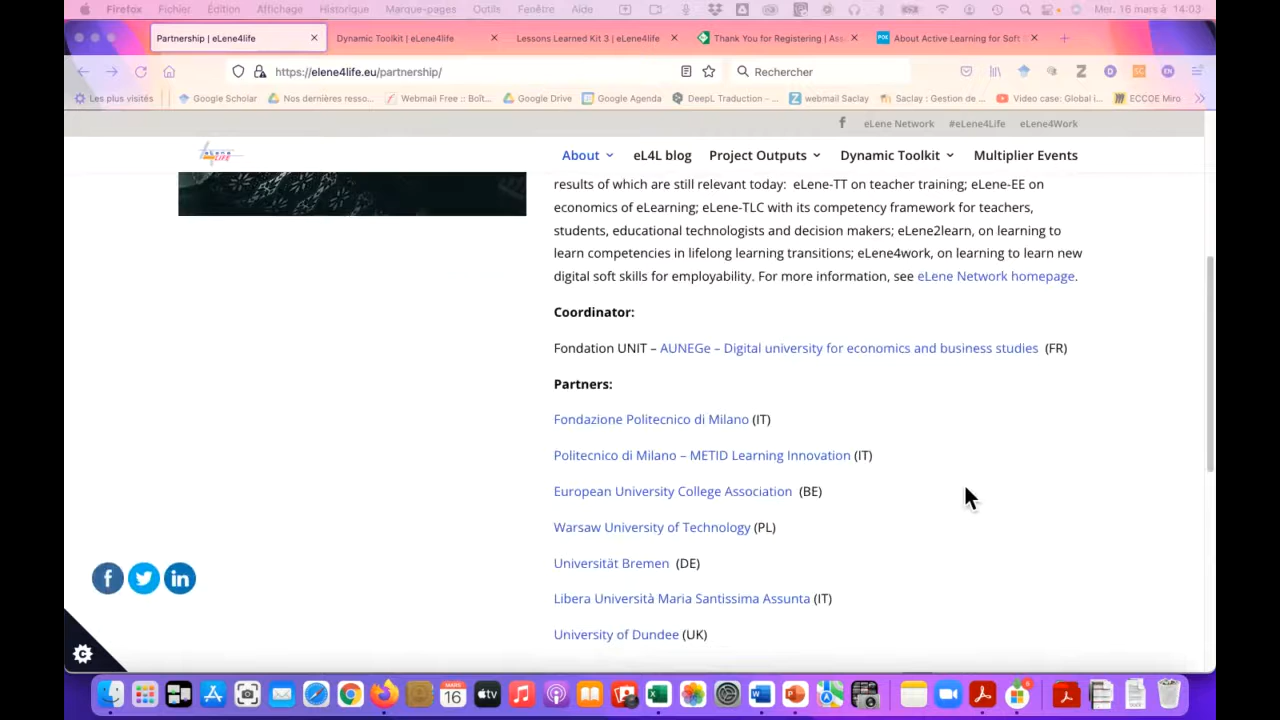 Firefox Fichier Édition Affichage Historique Marque-pages Outils Fenêtre Aide Mer. 16 mars à 14:03
Partnership | eLene4life Dynamic Toolkit | eLene4life Lessons Learned Kit 3 | eLene4life Thank You for Registering | Ass POK About Active Learning for Soft
https://elene4life.eu/partnership/ Rechercher
Les plus visités Google Scholar Nos dernières resso... Webmail Free :: Boît... Google Drive Google Agenda DeepL Traduction – ... webmail Saclay Saclay : Gestion de ... Video case: Global i... ECCOE Miro
eLene Network #eLene4Life eLene4Work
About eL4L blog Project Outputs Dynamic Toolkit Multiplier Events
results of which are still relevant today: eLene-TT on teacher training; eLene-EE on
economics of eLearning; eLene-TLC with its competency framework for teachers,
students, educational technologists and decision makers; eLene2learn, on learning to
learn competencies in lifelong learning transitions; eLene4work, on learning to learn new
digital soft skills for employability. For more information, see eLene Network homepage.
Coordinator:
Fondation UNIT – AUNEGe – Digital university for economics and business studies (FR)
Partners:
Fondazione Politecnico di Milano (IT)
Politecnico di Milano – METID Learning Innovation (IT)
European University College Association (BE)
Warsaw University of Technology (PL)
Universität Bremen (DE)
Libera Università Maria Santissima Assunta (IT)
University of Dundee (UK)
MARS
16